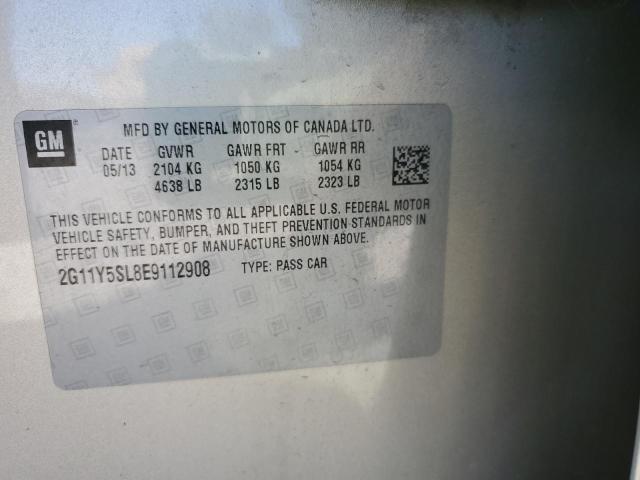 GM
MFD BY GENERAL MOTORS OF CANADA LTD.
DATE GVWR GAWR FRT GAWR RR
05/13 2104 KG 1050 KG 1054 KG
4638 LB 2315 LB 2323 LB
THIS VEHICLE CONFORMS TO ALL APPLICABLE U.S. FEDERAL MOTOR
VEHICLE SAFETY, BUMPER, AND THEFT PREVENTION STANDARDS IN
EFFECT ON THE DATE OF MANUFACTURE SHOWN ABOVE.
2G11Y5SL8E9112908 TYPE: PASS CAR